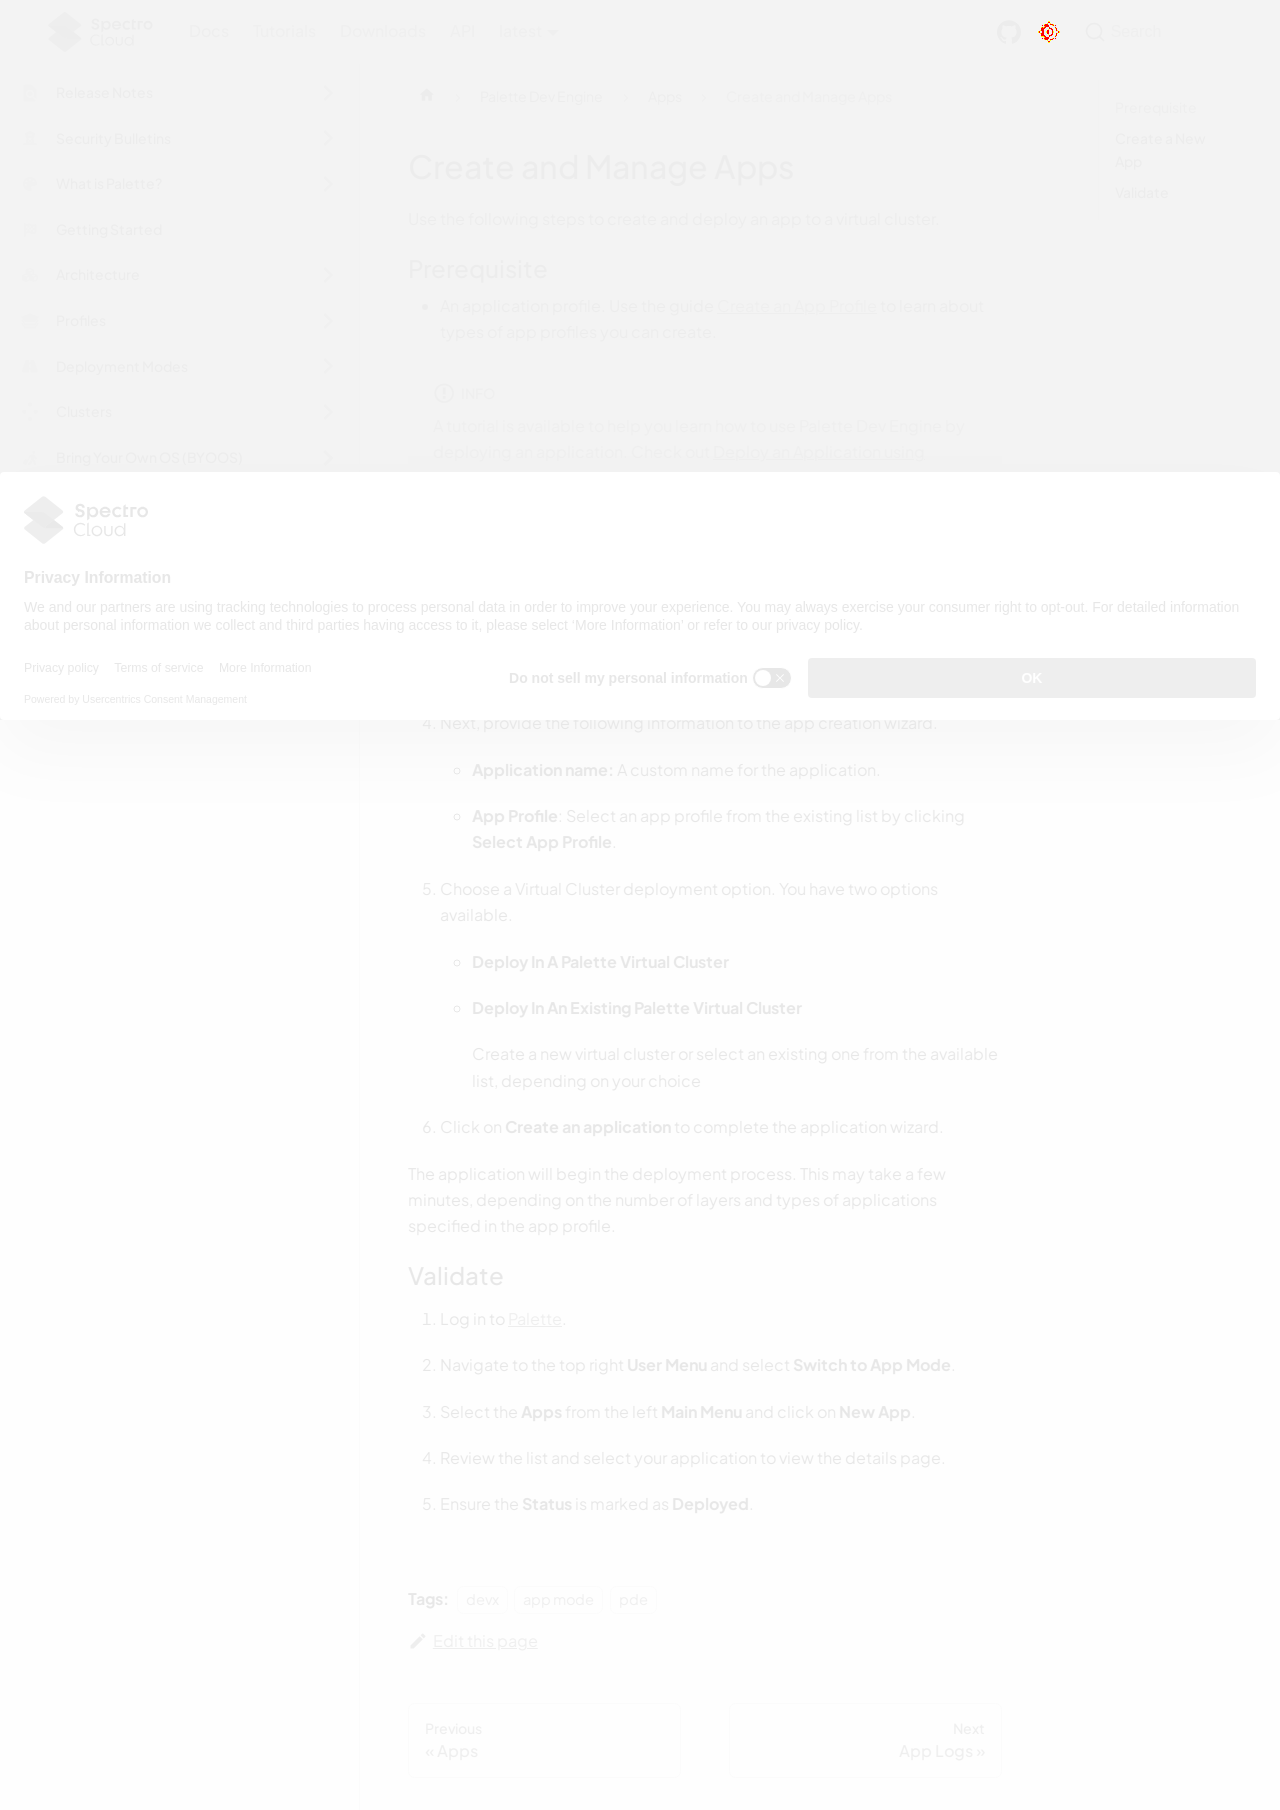 Spectro Cloud
Docs Tutorials Downloads API latest
Search
Release Notes
Security Bulletins
What is Palette?
Getting Started
Architecture
Profiles
Deployment Modes
Clusters
Bring Your Own OS (BYOOS)
Palette Dev Engine
Apps
Create and Manage Apps
Create and Manage Apps
Use the following steps to create and deploy an app to a virtual cluster.
Prerequisite
An application profile. Use the guide Create an App Profile to learn about
types of app profiles you can create.
INFO
A tutorial is available to help you learn how to use Palette Dev Engine by
deploying an application. Check out Deploy an Application using
Prerequisite
Create a New
App
Validate
Spectro
Cloud
Privacy Information
We and our partners are using tracking technologies to process personal data in order to improve your experience. You may always exercise your consumer right to opt-out. For detailed information
about personal information we collect and third parties having access to it, please select 'More Information' or refer to our privacy policy.
Privacy policy Terms of service More Information
Powered by Usercentrics Consent Management
Do not sell my personal information
OK
4. Next, provide the following information to the app creation wizard.
Application name: A custom name for the application.
App Profile: Select an app profile from the existing list by clicking
Select App Profile.
5. Choose a Virtual Cluster deployment option. You have two options
available.
Deploy In A Palette Virtual Cluster
Deploy In An Existing Palette Virtual Cluster
Create a new virtual cluster or select an existing one from the available
list, depending on your choice
6. Click on Create an application to complete the application wizard.
The application will begin the deployment process. This may take a few
minutes, depending on the number of layers and types of applications
specified in the app profile.
Validate
1. Log in to Palette.
2. Navigate to the top right User Menu and select Switch to App Mode.
3. Select the Apps from the left Main Menu and click on New App.
4. Review the list and select your application to view the details page.
5. Ensure the Status is marked as Deployed.
Tags: devx app mode pde
Edit this page
Previous
« Apps
Next
App Logs »